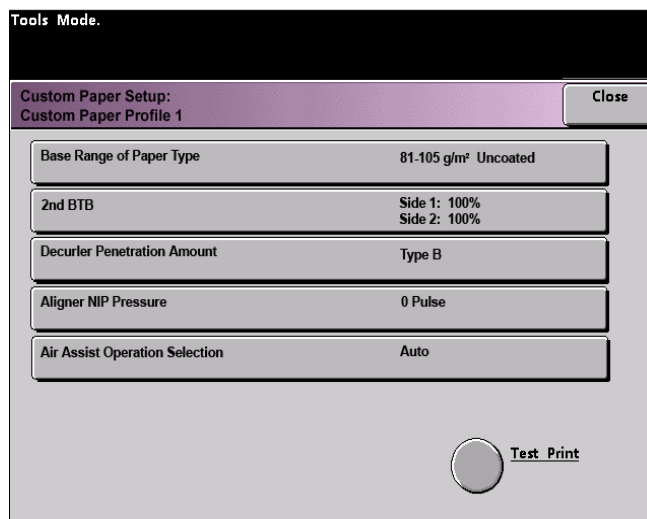 Tools Mode.
Custom Paper Setup:
Custom Paper Profile 1
Close
Base Range of Paper Type 81-105 g/m² Uncoated
2nd BTB Side 1: 100%
Side 2: 100%
Decurler Penetration Amount Type B
Aligner NIP Pressure 0 Pulse
Air Assist Operation Selection Auto
Test Print